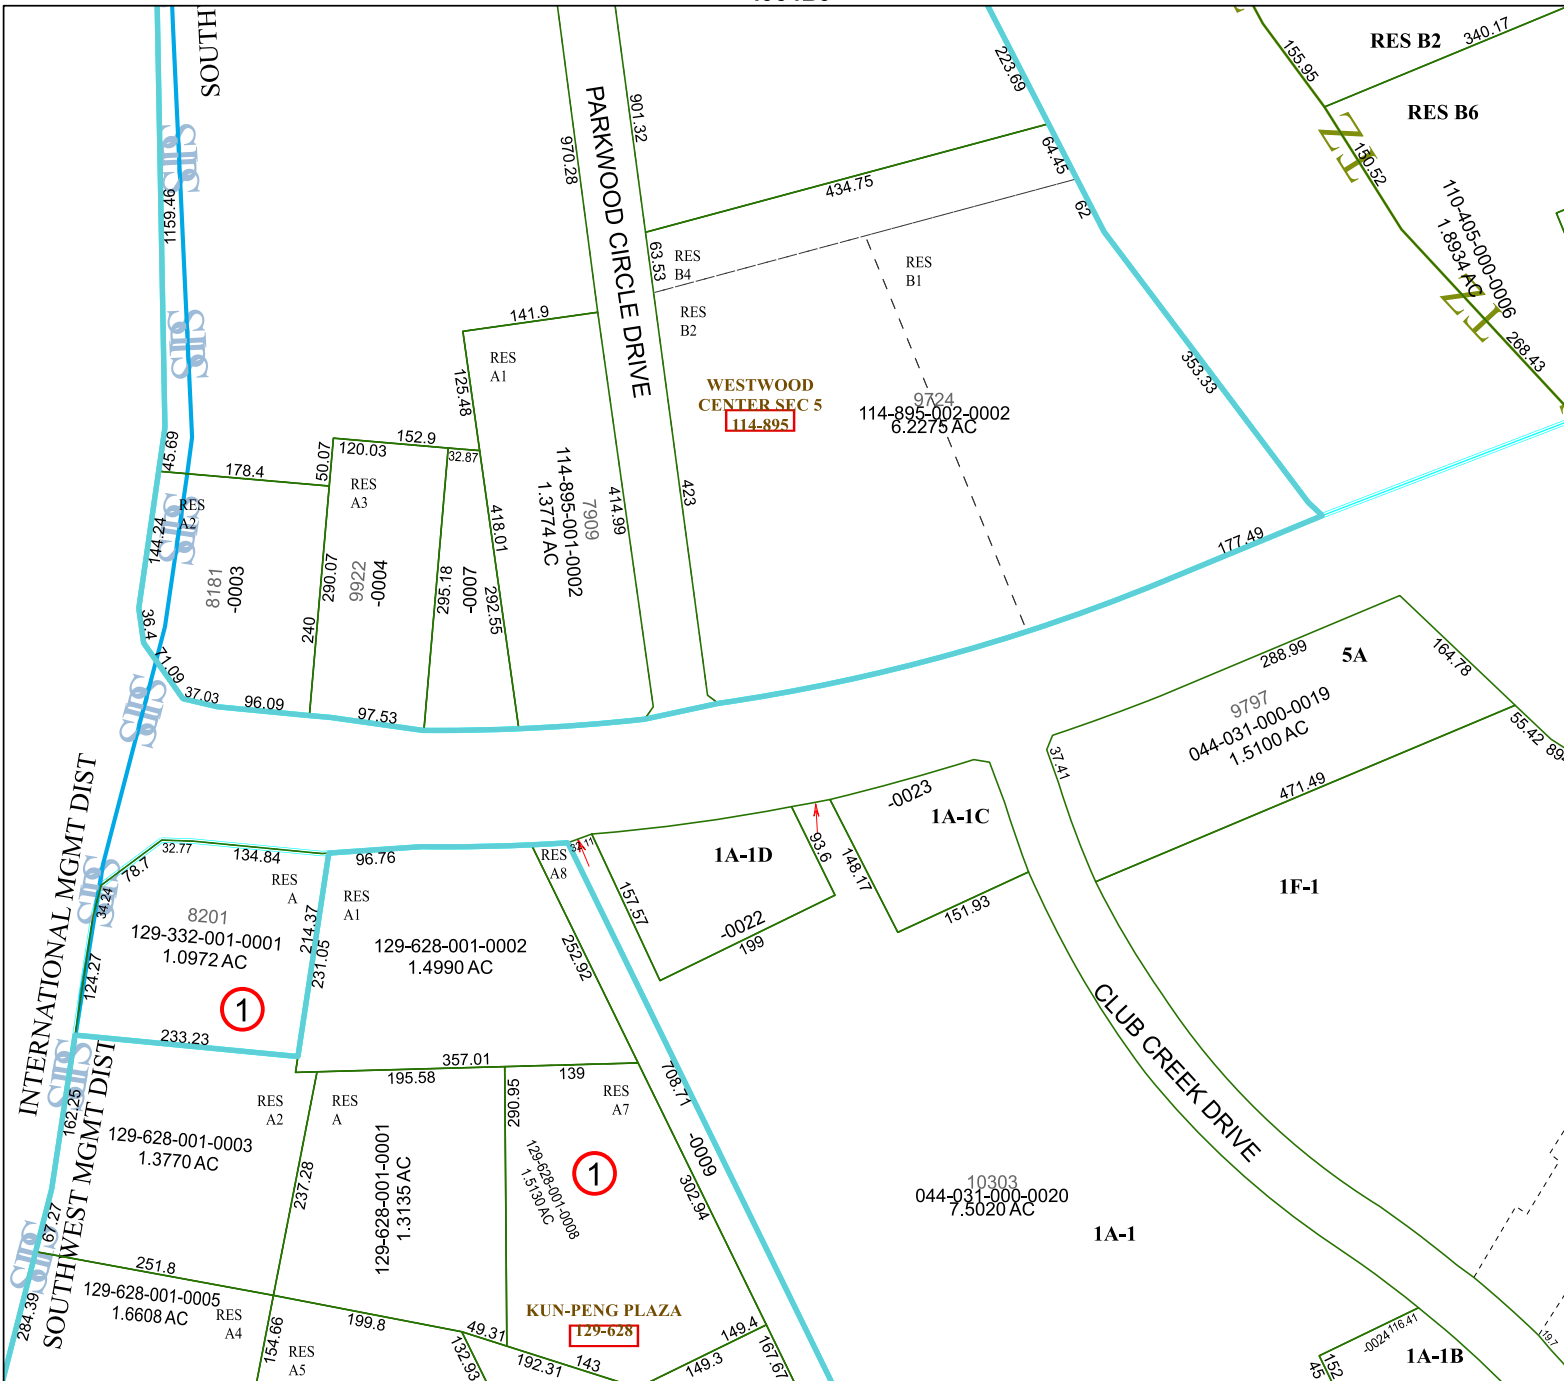 SOUTH
PARKWOOD CIRCLE DRIVE
901.32
970.28
223.69
155.95
RES B2
340.17
RES B6
TZ
150.52
110-405-000-0006
1.8934 AC
TZ
268.43
1159.46
434.75
64.45
62
63.53
RES
B4
RES
B1
RES
B2
141.9
RES
A1
125.48
353.33
WESTWOOD
CENTER SEC 5
114-895
9724
114-895-002-0002
6.2275 AC
45.69
178.4
50.07
120.03
152.9
32.87
RES
A3
RES
A2
144.24
114-895-001-0002
1.3774 AC
7909
414.99
423
418.01
177.49
8181
-0003
290.07
9922
-0004
295.18
-0007
292.55
240
36.4
71.09
37.03
96.09
97.53
288.99
5A
164.78
9797
044-031-000-0019
1.5100 AC
55.42
894
37.41
471.49
INTERNATIONAL MGMT DIST
-0023
1A-1C
32.77
134.84
96.76
78.7
RES
A
RES
A8
1A-1D
93.6
148.17
1F-1
34.24
RES
A1
8201
129-332-001-0001
1.0972 AC
214.37
231.05
129-628-001-0002
1.4990 AC
157.57
-0022
199
151.93
252.92
124.27
1
233.23
CLUB CREEK DRIVE
357.01
195.58
139
290.95
708.71
RES
A2
RES
A
RES
A7
162.25
SOUTHWEST MGMT DIST
129-628-001-0003
1.3770 AC
237.28
129-628-001-0001
1.3135 AC
129-628-001-0008
1.5130 AC
1
-0009
302.94
10303
044-031-000-0020
7.5020 AC
1A-1
67.27
251.8
129-628-001-0005
1.6608 AC
RES
A4
284.39
199.8
49.31
KUN-PENG PLAZA
129-628
149.4
154.66
RES
A5
132.93
192.31
143
149.3
167.67
-0024
116.41
119.7
1A-1B
152
45